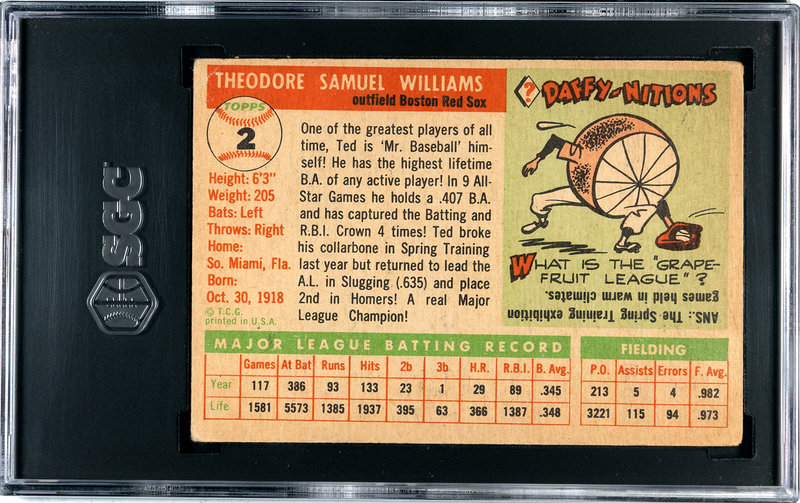 SGC
THEODORE SAMUEL WILLIAMS
outfield Boston Red Sox
TOPPS
2
Height: 6'3"
Weight: 205
Bats: Left
Throws: Right
Home:
So. Miami, Fla.
Born:
Oct. 30, 1918
© T.C.G.
printed in U.S.A.
One of the greatest players of all
time, Ted is 'Mr. Baseball' him-
self! He has the highest lifetime
B.A. of any active player! In 9 All-
Star Games he holds a .407 B.A.
and has captured the Batting and
R.B.I. Crown 4 times! Ted broke
his collarbone in Spring Training
last year but returned to lead the
A.L. in Slugging (.635) and place
2nd in Homers! A real Major
League Champion!
? DAFFY-NITIONS
WHAT IS THE "GRAPE-
FRUIT LEAGUE"?
ANS.: The Spring Training exhibition
games held in warm climates.
MAJOR LEAGUE BATTING RECORD
Games At Bat Runs Hits 2b 3b H.R. R.B.I. B. Avg.
Year 117 386 93 133 23 1 29 89 .345
Life 1581 5573 1385 1937 395 63 366 1387 .348
FIELDING
P.O. Assists Errors F. Avg.
213 5 4 .982
3221 115 94 .973